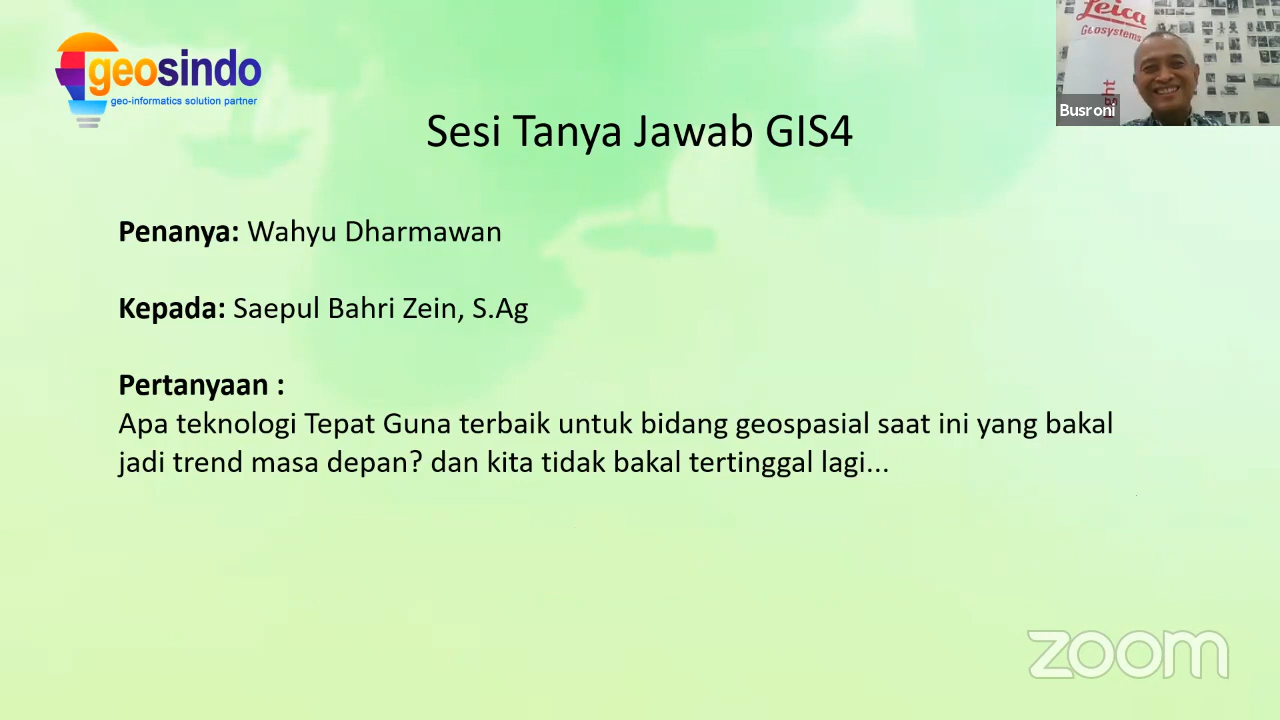 geosindo
geo-informatics solution partner
Leica
Geosystems
ght
Busroni
Sesi Tanya Jawab GIS4
Penanya: Wahyu Dharmawan
Kepada: Saepul Bahri Zein, S.Ag
Pertanyaan :
Apa teknologi Tepat Guna terbaik untuk bidang geospasial saat ini yang bakal
jadi trend masa depan? dan kita tidak bakal tertinggal lagi...
zoom